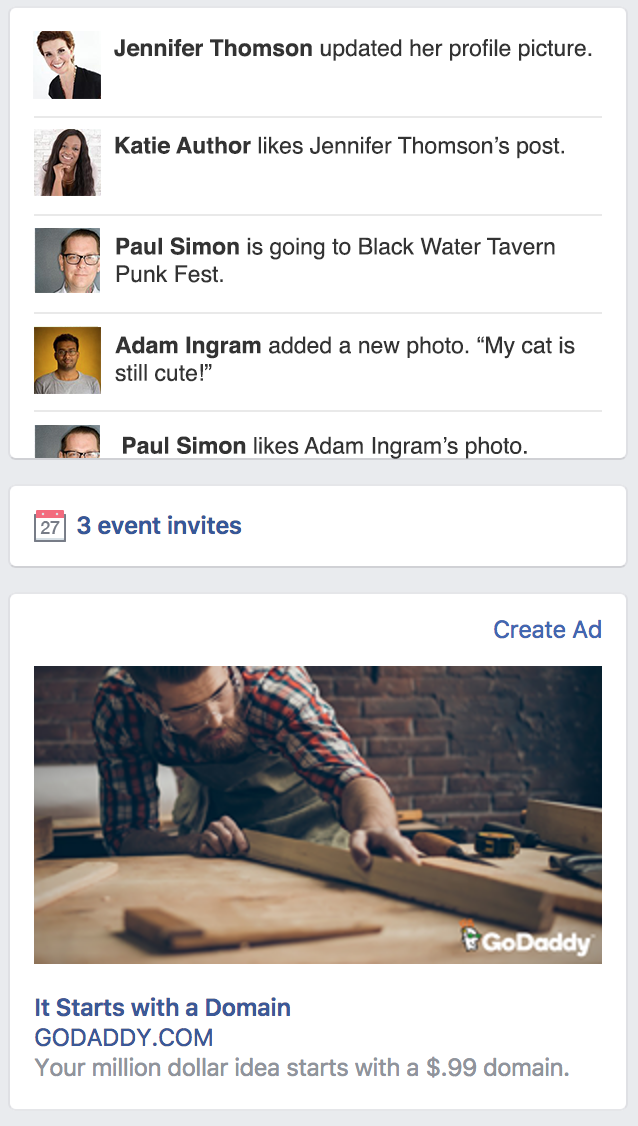 Jennifer Thomson updated her profile picture.
Katie Author likes Jennifer Thomson’s post.
Paul Simon is going to Black Water Tavern
Punk Fest.
Adam Ingram added a new photo. “My cat is
still cute!”
Paul Simon likes Adam Ingram’s photo.
27 3 event invites
Create Ad
GoDaddy™
It Starts with a Domain
GODADDY.COM
Your million dollar idea starts with a $.99 domain.